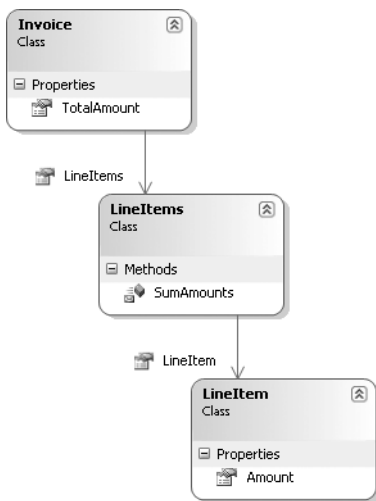 Invoice
Class
Properties
TotalAmount
LineItems
LineItems
Class
Methods
SumAmounts
LineItem
LineItem
Class
Properties
Amount